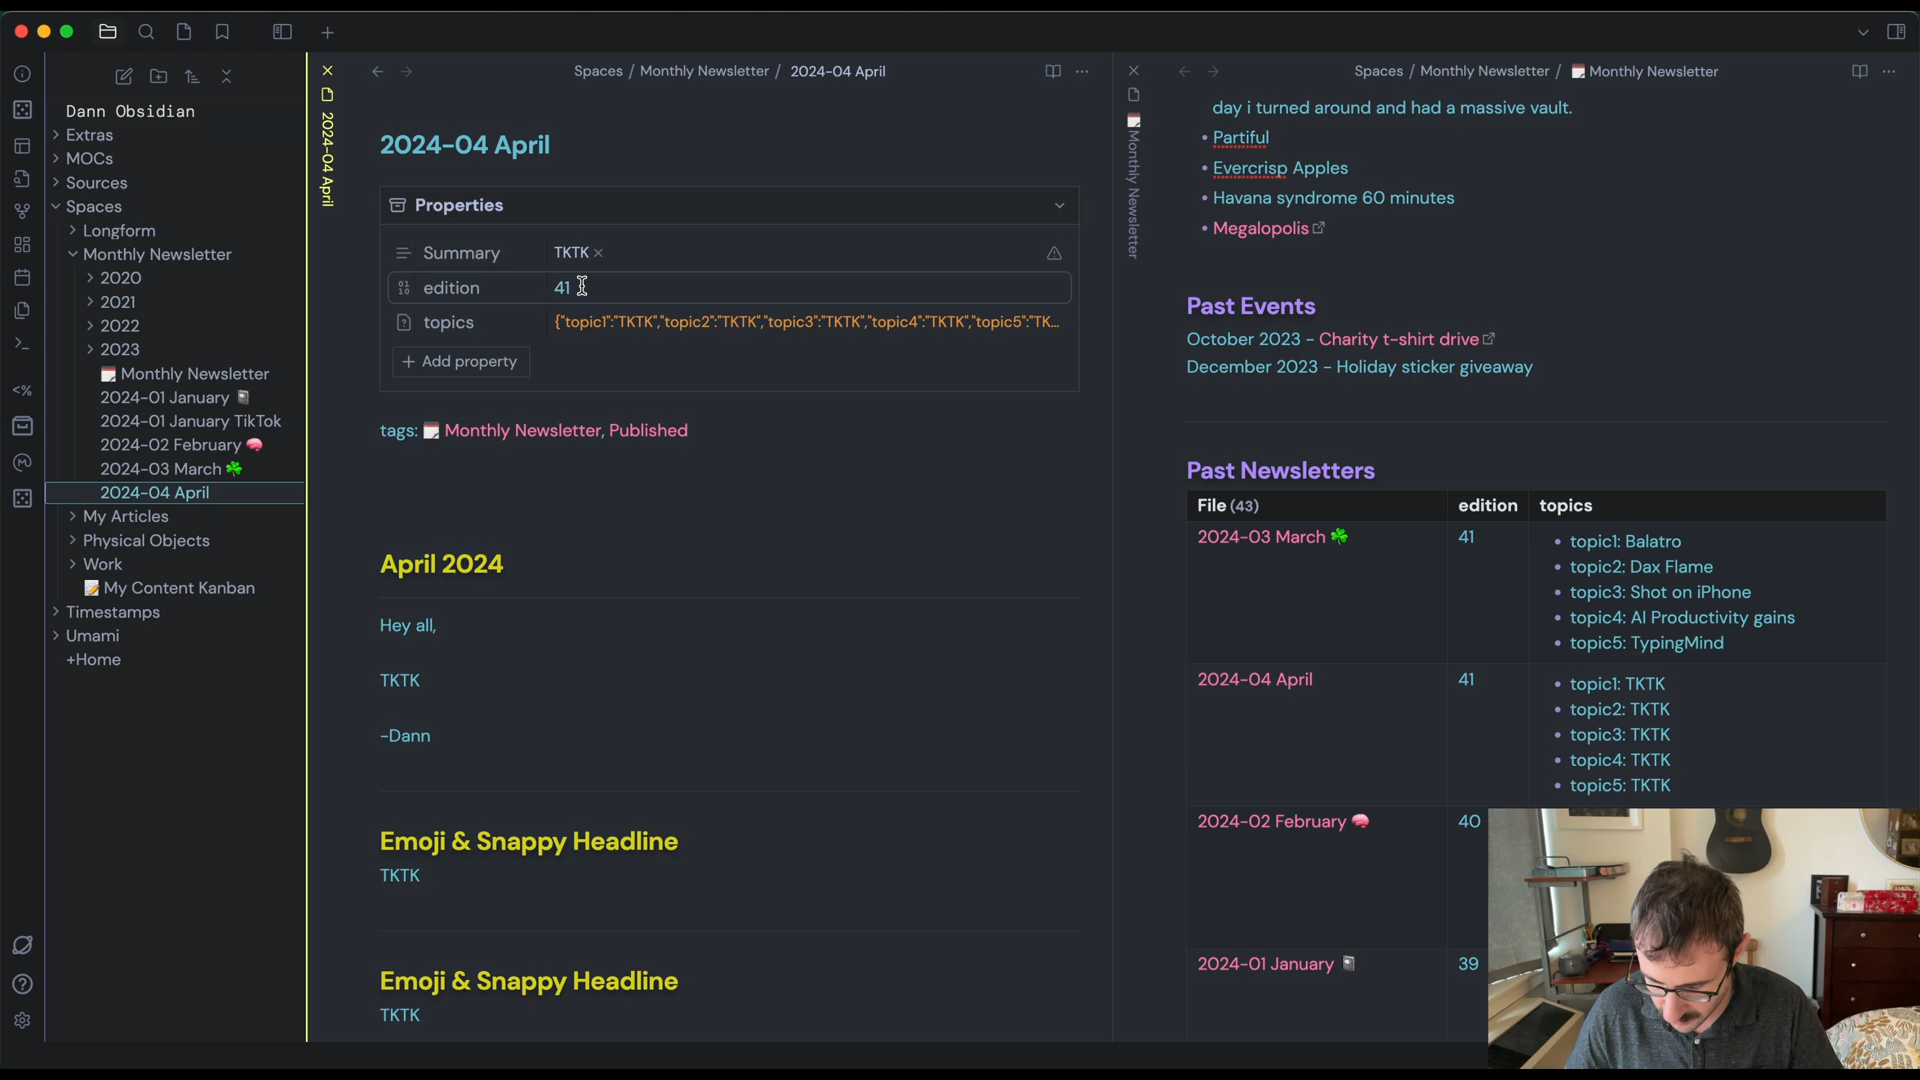 Dann Obsidian
Extras
MOCs
Sources
Spaces
Longform
Monthly Newsletter
2020
2021
2022
2023
Monthly Newsletter
2024-01 January
2024-01 January TikTok
2024-02 February
2024-03 March
2024-04 April
My Articles
Physical Objects
Work
My Content Kanban
Timestamps
Umami
+Home
2024-04 April
Spaces / Monthly Newsletter / 2024-04 April
2024-04 April
Properties
Summary TKTK
edition 41
topics {"topic1":"TKTK","topic2":"TKTK","topic3":"TKTK","topic4":"TKTK","topic5":"TK...
+ Add property
tags: Monthly Newsletter, Published
April 2024
Hey all,
TKTK
-Dann
Emoji & Snappy Headline
TKTK
Emoji & Snappy Headline
TKTK
Monthly Newsletter
Spaces / Monthly Newsletter / Monthly Newsletter
day i turned around and had a massive vault.
• Partiful
• Evercrisp Apples
• Havana syndrome 60 minutes
• Megalopolis
Past Events
October 2023 - Charity t-shirt drive
December 2023 - Holiday sticker giveaway
Past Newsletters
File (43) edition topics
2024-03 March 41 • topic1: Balatro
• topic2: Dax Flame
• topic3: Shot on iPhone
• topic4: AI Productivity gains
• topic5: TypingMind
2024-04 April 41 • topic1: TKTK
• topic2: TKTK
• topic3: TKTK
• topic4: TKTK
• topic5: TKTK
2024-02 February 40
2024-01 January 39